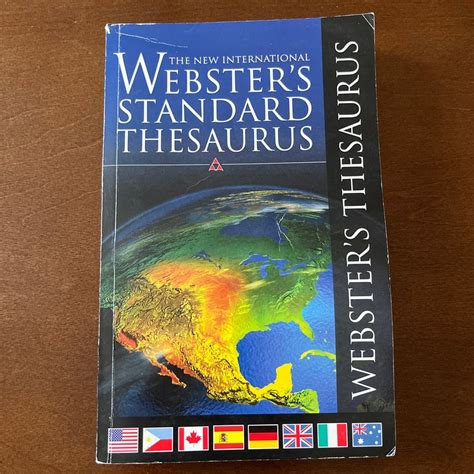 THE NEW INTERNATIONAL
WEBSTER'S
STANDARD
THESAURUS
WEBSTER'S THESAURUS